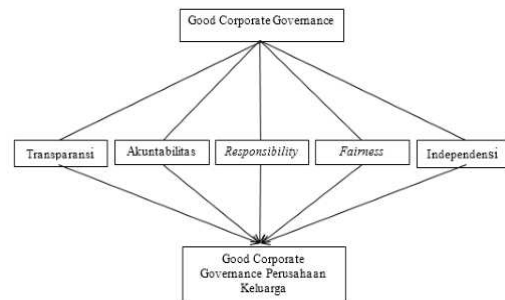 Good Corporate Governance
Transparansi
Akuntabilitas
Responsibility
Fairness
Independensi
Good Corporate
Governance Perusahaan
Keluarga